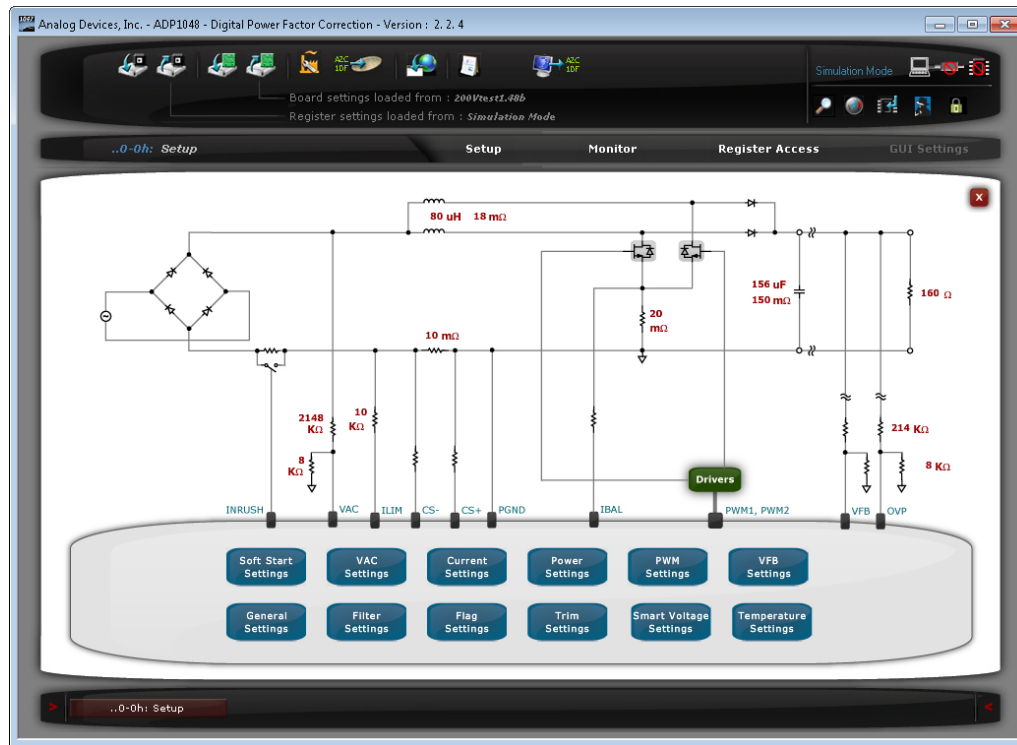 Analog Devices, Inc. - ADP1048 - Digital Power Factor Correction - Version : 2. 2. 4
A2C
1DF
A2C
1DF
Simulation Mode
Board settings loaded from : 200Vtest1.48b
Register settings loaded from : Simulation Mode
..0-0h: Setup
Setup
Monitor
Register Access
GUI Settings
X
80 uH 18 mΩ
156 uF
150 mΩ
160 Ω
20
mΩ
10 mΩ
2148
KΩ
10
KΩ
8
KΩ
214 KΩ
8 KΩ
Drivers
INRUSH
VAC
ILIM
CS-
CS+
PGND
IBAL
PWM1, PWM2
VFB
OVP
Soft Start
Settings
VAC
Settings
Current
Settings
Power
Settings
PWM
Settings
VFB
Settings
General
Settings
Filter
Settings
Flag
Settings
Trim
Settings
Smart Voltage
Settings
Temperature
Settings
>
..0-0h: Setup
<